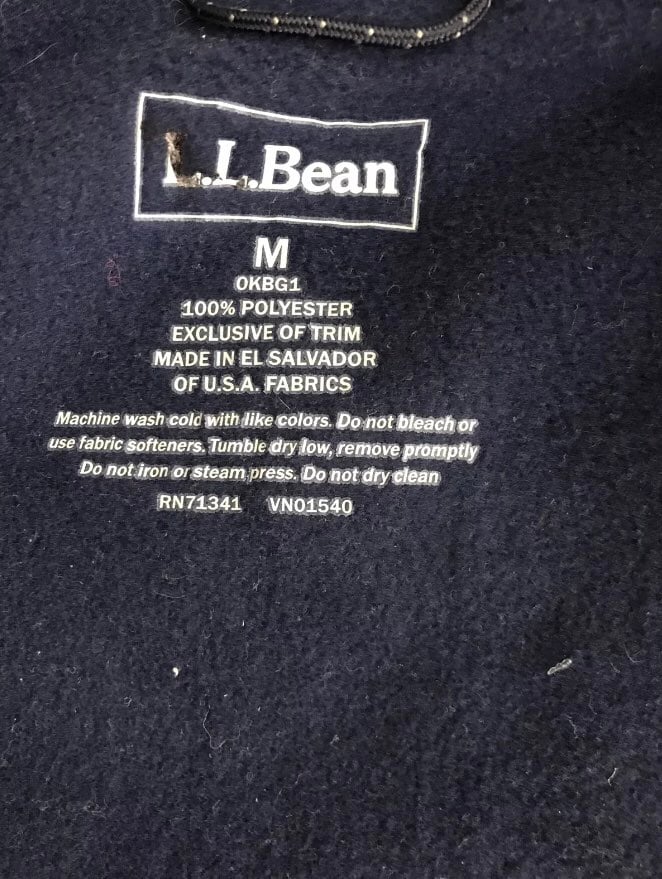 L.L.Bean
M
0KBG1
100% POLYESTER
EXCLUSIVE OF TRIM
MADE IN EL SALVADOR
OF U.S.A. FABRICS
Machine wash cold with like colors. Do not bleach or
use fabric softeners. Tumble dry low, remove promptly
Do not iron or steam press. Do not dry clean
RN71341 VN01540